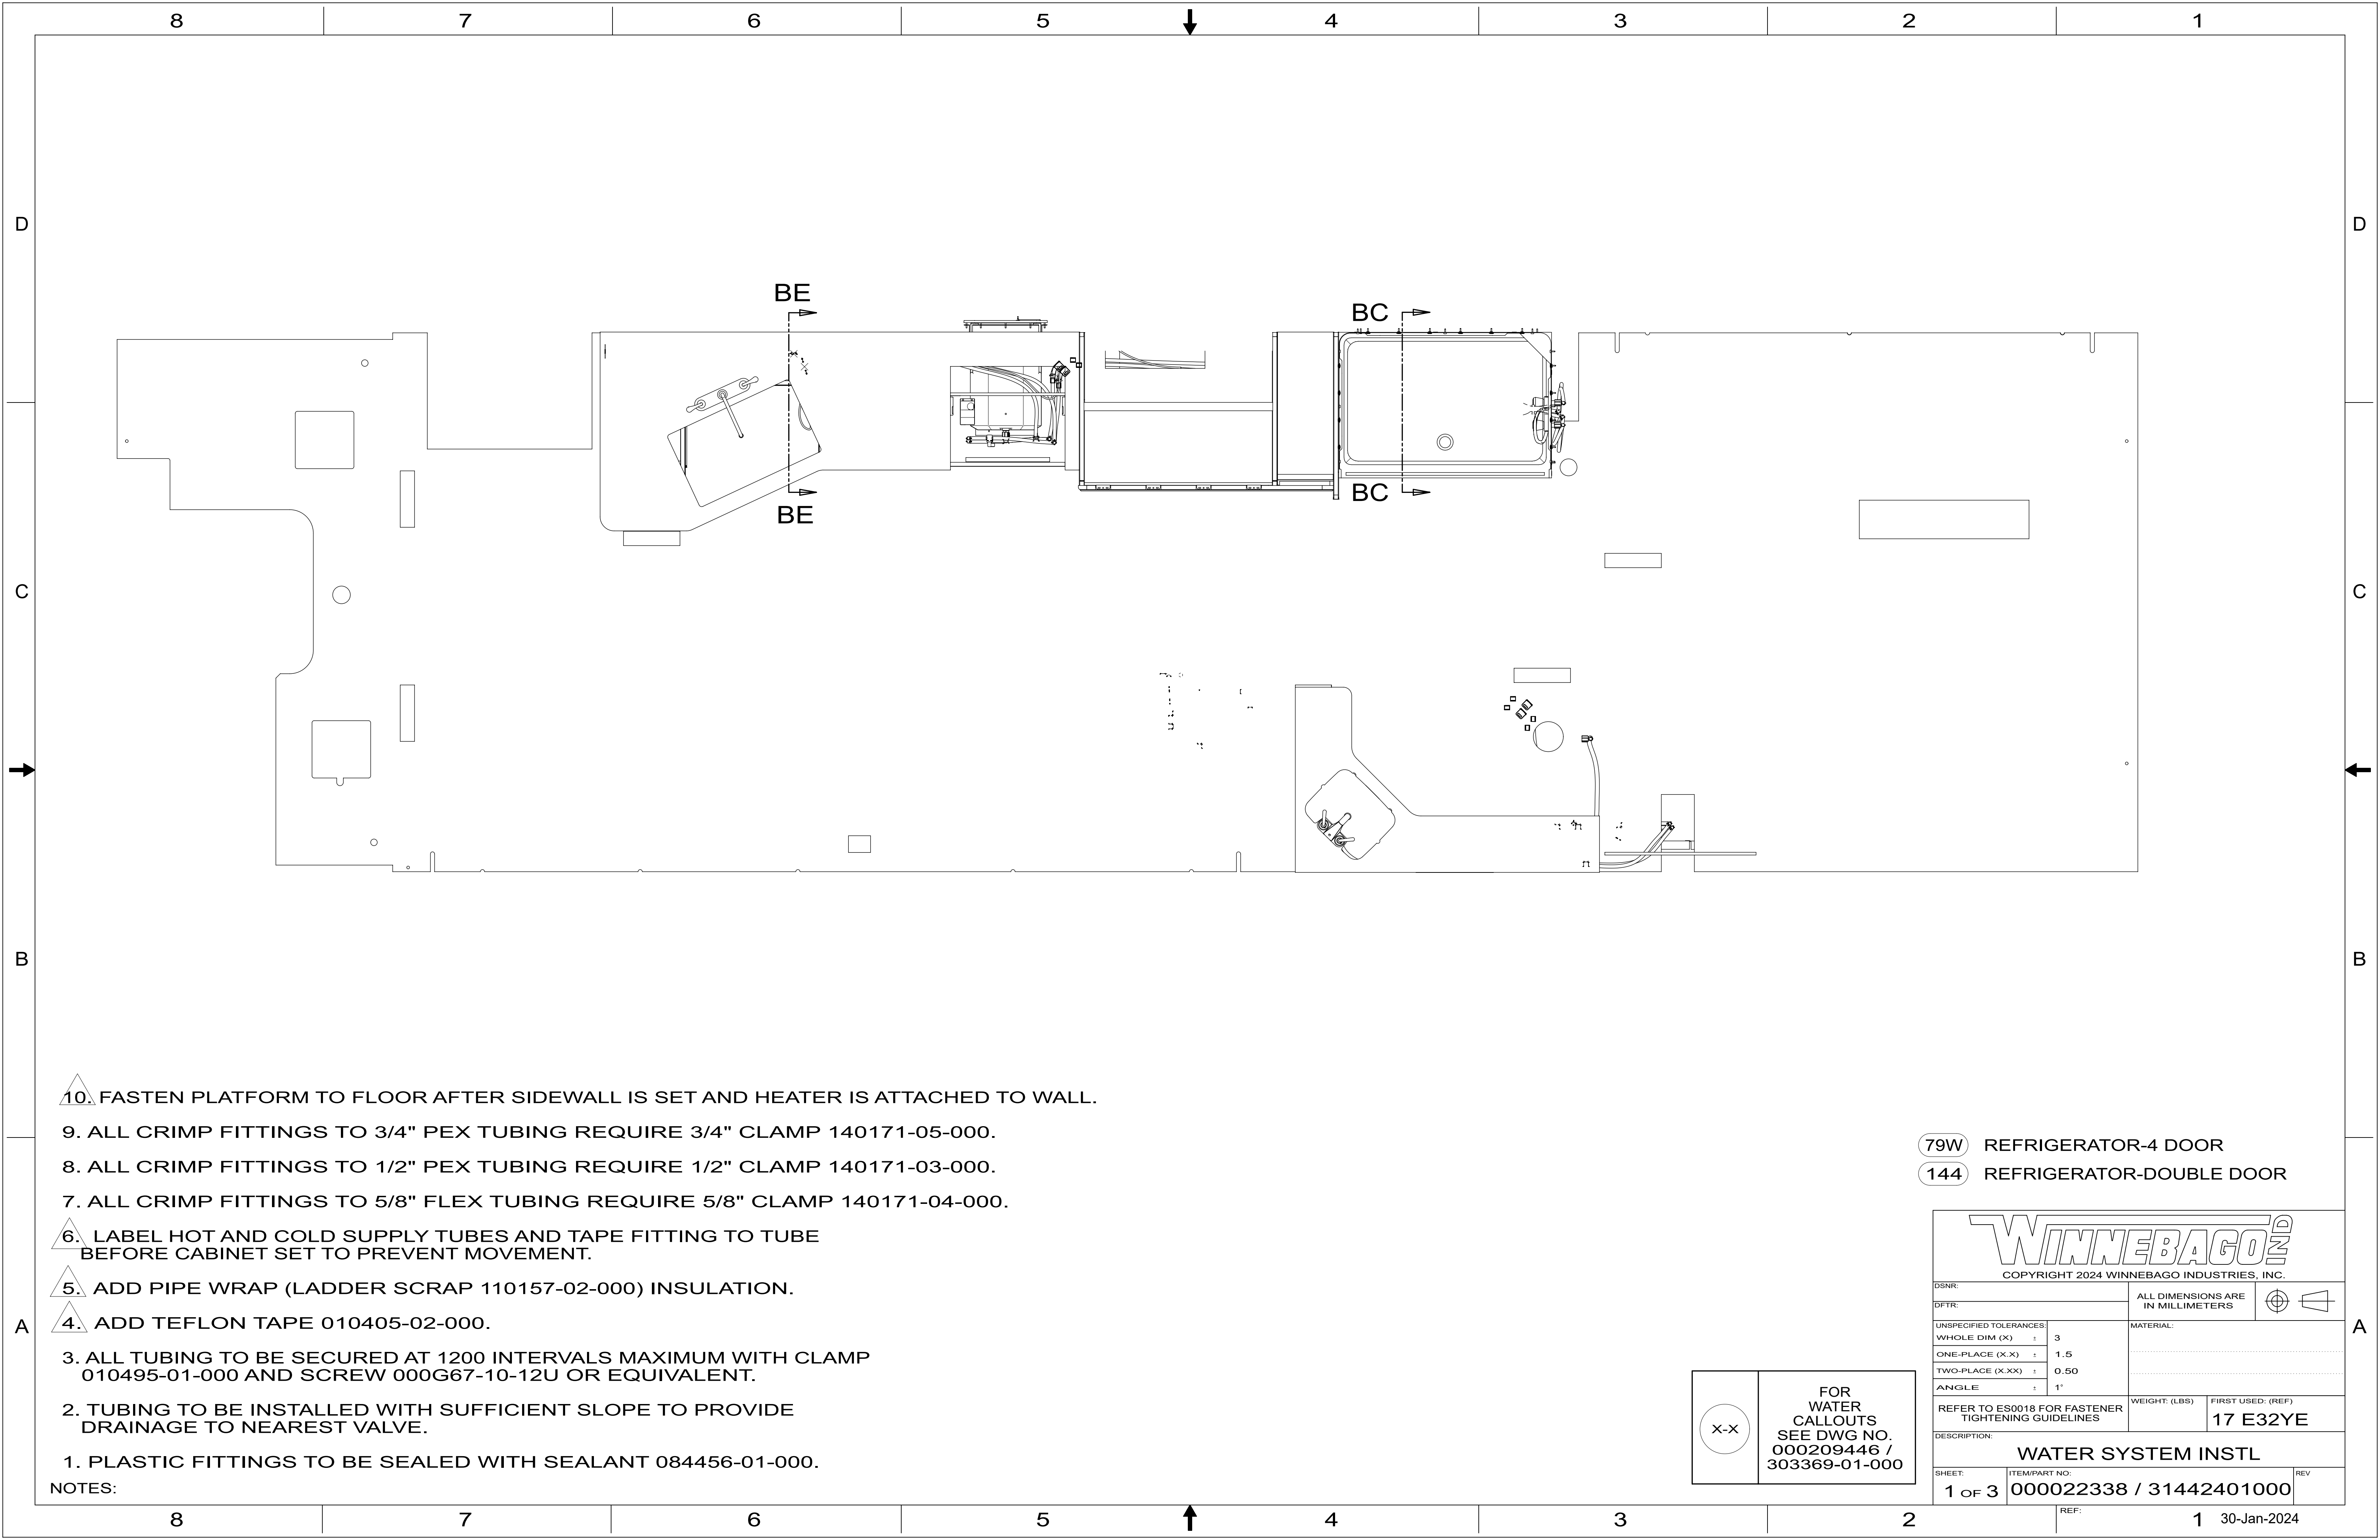 8 7 6 5 4 3 2 1
D D
BE
BC
BE
BC
C C
B B
10. FASTEN PLATFORM TO FLOOR AFTER SIDEWALL IS SET AND HEATER IS ATTACHED TO WALL.
9. ALL CRIMP FITTINGS TO 3/4" PEX TUBING REQUIRE 3/4" CLAMP 140171-05-000.
8. ALL CRIMP FITTINGS TO 1/2" PEX TUBING REQUIRE 1/2" CLAMP 140171-03-000.
7. ALL CRIMP FITTINGS TO 5/8" FLEX TUBING REQUIRE 5/8" CLAMP 140171-04-000.
6. LABEL HOT AND COLD SUPPLY TUBES AND TAPE FITTING TO TUBE
BEFORE CABINET SET TO PREVENT MOVEMENT.
5. ADD PIPE WRAP (LADDER SCRAP 110157-02-000) INSULATION.
4. ADD TEFLON TAPE 010405-02-000.
3. ALL TUBING TO BE SECURED AT 1200 INTERVALS MAXIMUM WITH CLAMP
010495-01-000 AND SCREW 000G67-10-12U OR EQUIVALENT.
2. TUBING TO BE INSTALLED WITH SUFFICIENT SLOPE TO PROVIDE
DRAINAGE TO NEAREST VALVE.
1. PLASTIC FITTINGS TO BE SEALED WITH SEALANT 084456-01-000.
NOTES:
79W REFRIGERATOR-4 DOOR
144 REFRIGERATOR-DOUBLE DOOR
A A
X-X
FOR
WATER
CALLOUTS
SEE DWG NO.
000209446 /
303369-01-000
WINNEBAGO IND
COPYRIGHT 2024 WINNEBAGO INDUSTRIES, INC.
DSNR:
DFTR:
ALL DIMENSIONS ARE
IN MILLIMETERS
UNSPECIFIED TOLERANCES:
WHOLE DIM (X) ± 3
ONE-PLACE (X.X) ± 1.5
TWO-PLACE (X.XX) ± 0.50
ANGLE ± 1°
MATERIAL:
REFER TO ES0018 FOR FASTENER
TIGHTENING GUIDELINES
WEIGHT: (LBS)
FIRST USED: (REF)
17 E32YE
DESCRIPTION:
WATER SYSTEM INSTL
SHEET:
1 OF 3
ITEM/PART NO:
000022338 / 31442401000
REV
REF:
8 7 6 5 4 3 2 1
30-Jan-2024